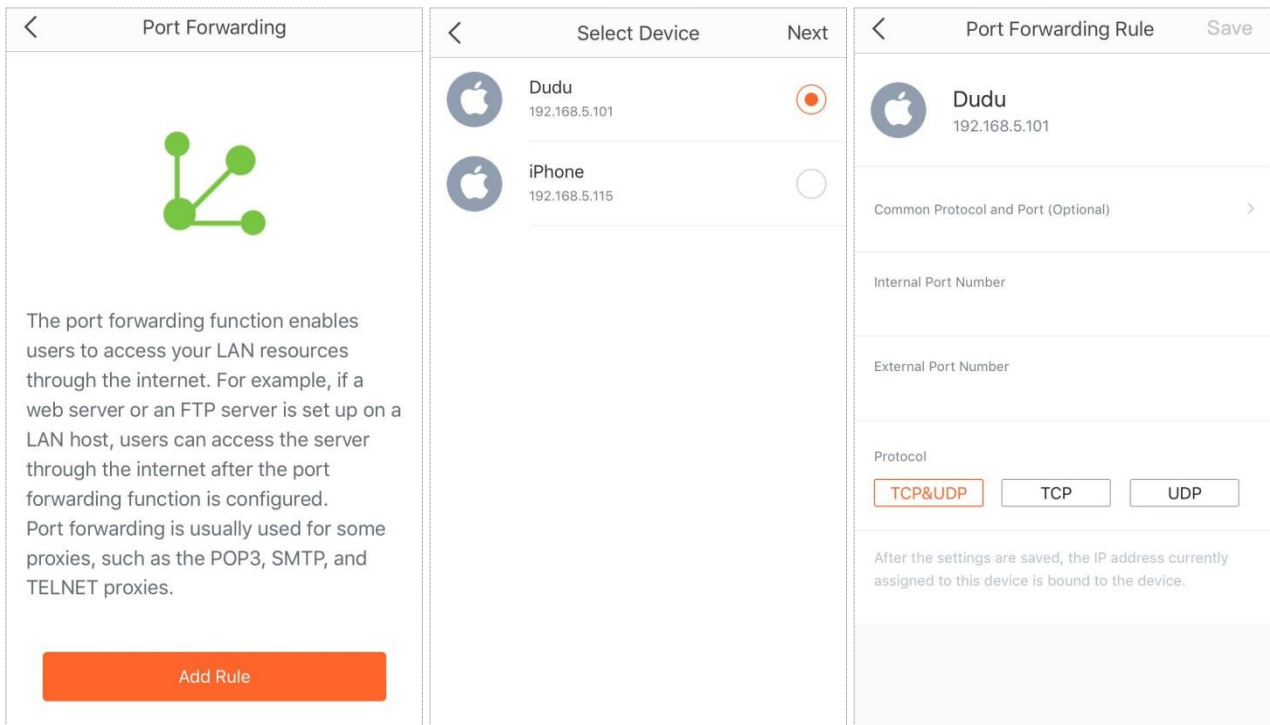 Port Forwarding
The port forwarding function enables
users to access your LAN resources
through the internet. For example, if a
web server or an FTP server is set up on a
LAN host, users can access the server
through the internet after the port
forwarding function is configured.
Port forwarding is usually used for some
proxies, such as the POP3, SMTP, and
TELNET proxies.
Add Rule
Select Device
Next
Dudu
192.168.5.101
iPhone
192.168.5.115
Port Forwarding Rule
Save
Dudu
192.168.5.101
Common Protocol and Port (Optional)
Internal Port Number
External Port Number
Protocol
TCP&UDP
TCP
UDP
After the settings are saved, the IP address currently
assigned to this device is bound to the device.